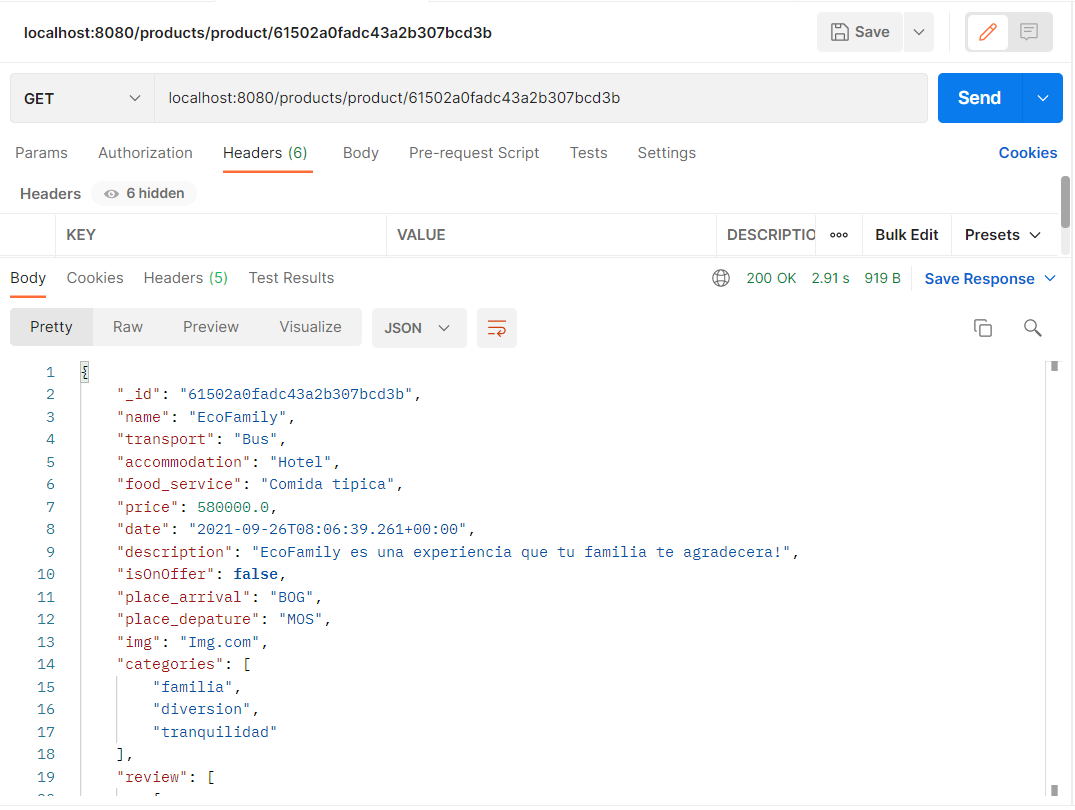 localhost:8080/products/product/61502a0fadc43a2b307bcd3b
Save
GET
localhost:8080/products/product/61502a0fadc43a2b307bcd3b
Send
Params Authorization Headers (6) Body Pre-request Script Tests Settings Cookies
Headers 6 hidden
KEY VALUE DESCRIPTIO ooo Bulk Edit Presets
Body Cookies Headers (5) Test Results 200 OK 2.91 s 919 B Save Response
Pretty Raw Preview Visualize JSON
1 {
2 "_id": "61502a0fadc43a2b307bcd3b",
3 "name": "EcoFamily",
4 "transport": "Bus",
5 "accommodation": "Hotel",
6 "food_service": "Comida tipica",
7 "price": 580000.0,
8 "date": "2021-09-26T08:06:39.261+00:00",
9 "description": "EcoFamily es una experiencia que tu familia te agradecera!",
10 "isOnOffer": false,
11 "place_arrival": "BOG",
12 "place_depature": "MOS",
13 "img": "Img.com",
14 "categories": [
15 "familia",
16 "diversion",
17 "tranquilidad"
18 ],
19 "review": [